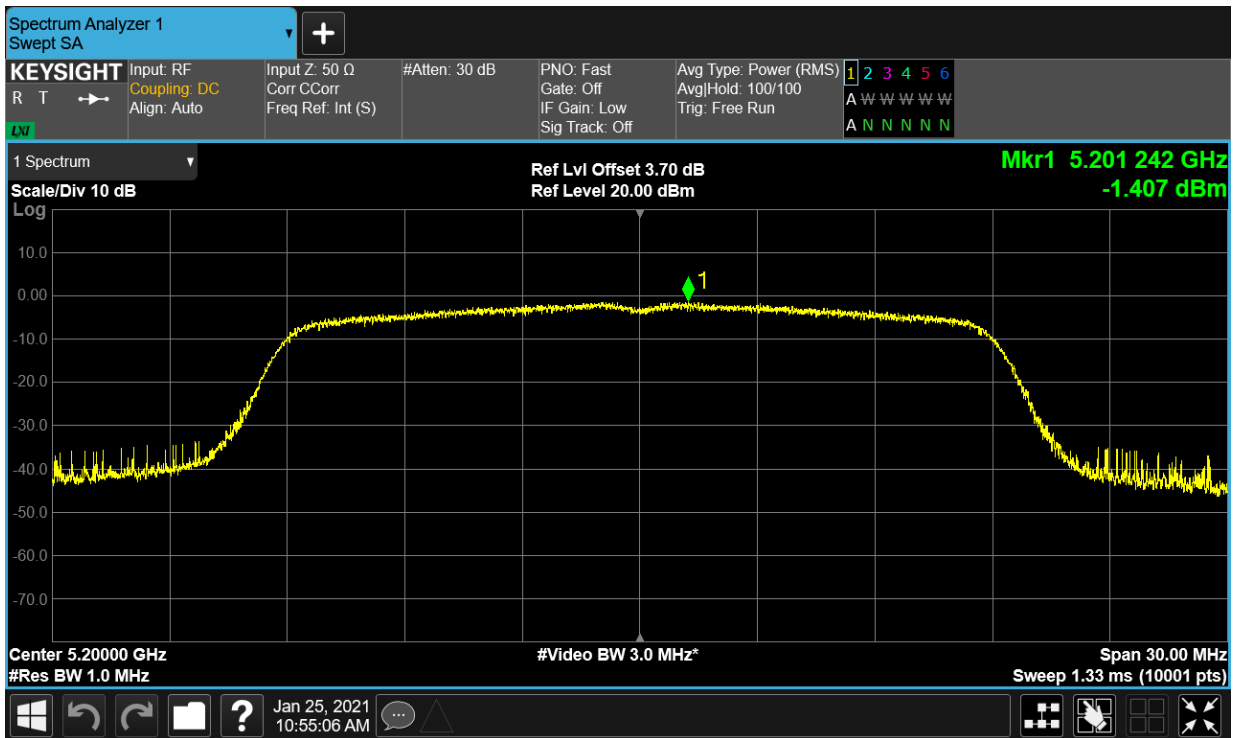 Spectrum Analyzer 1
Swept SA
KEYSIGHT
R T
LXI
Input: RF
Coupling: DC
Align: Auto
Input Z: 50 Ω
Corr CCorr
Freq Ref: Int (S)
#Atten: 30 dB
PNO: Fast
Gate: Off
IF Gain: Low
Sig Track: Off
Avg Type: Power (RMS)
Avg|Hold: 100/100
Trig: Free Run
1 2 3 4 5 6
A W W W W W
A N N N N N
1 Spectrum
Scale/Div 10 dB
Log
Ref Lvl Offset 3.70 dB
Ref Level 20.00 dBm
Mkr1 5.201 242 GHz
-1.407 dBm
1
10.0
0.00
-10.0
-20.0
-30.0
-40.0
-50.0
-60.0
-70.0
Center 5.20000 GHz
#Res BW 1.0 MHz
#Video BW 3.0 MHz*
Span 30.00 MHz
Sweep 1.33 ms (10001 pts)
?
Jan 25, 2021
10:55:06 AM